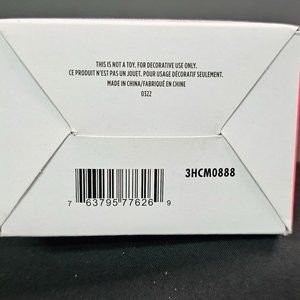 THIS IS NOT A TOY, FOR DECORATIVE USE ONLY.
CE PRODUIT N'EST PAS UN JOUET, POUR USAGE DÉCORATIF SEULEMENT.
MADE IN CHINA/FABRIQUÉ EN CHINE
0322
3HCM0888
7 63795 77626 9